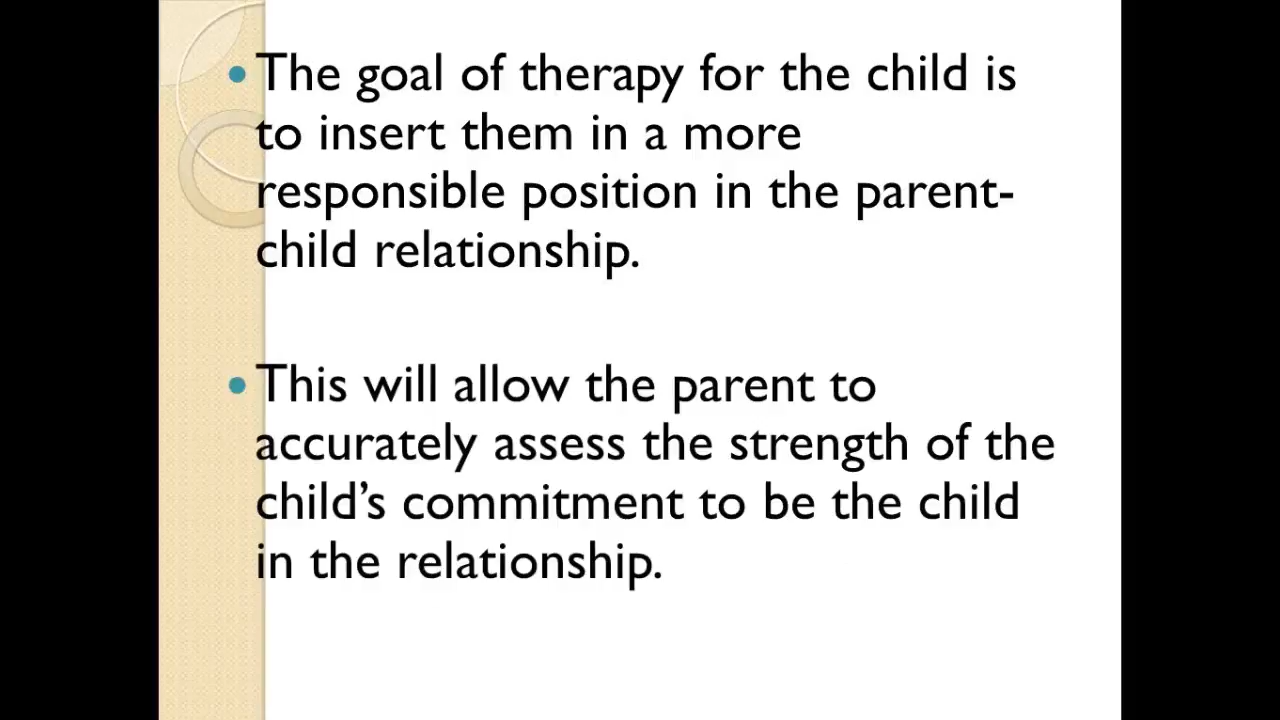 • The goal of therapy for the child is
to insert them in a more
responsible position in the parent-
child relationship.
• This will allow the parent to
accurately assess the strength of the
child’s commitment to be the child
in the relationship.